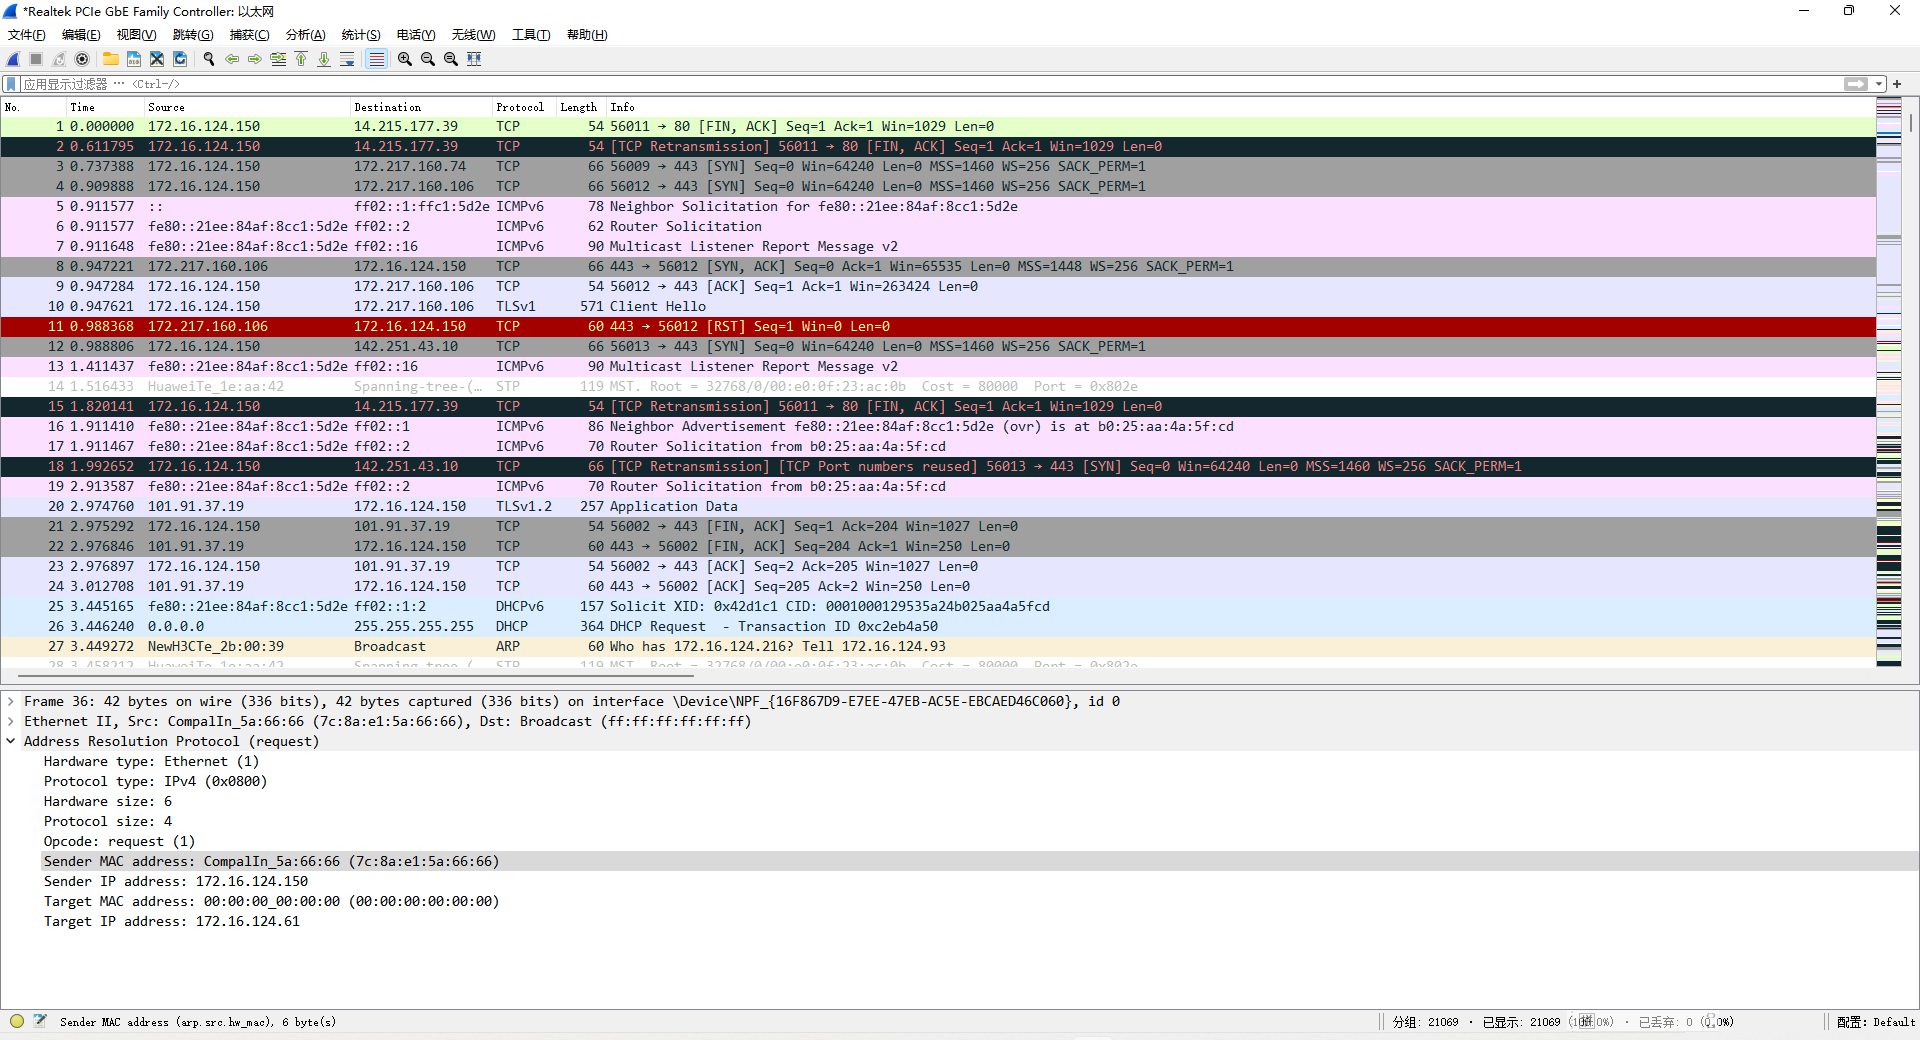 *Realtek PCIe GbE Family Controller: 以太网
文件(F) 编辑(E) 视图(V) 跳转(G) 捕获(C) 分析(A) 统计(S) 电话(Y) 无线(W) 工具(T) 帮助(H)
应用显示过滤器 … <Ctrl-/>
No. Time Source Destination Protocol Length Info
1 0.000000 172.16.124.150 14.215.177.39 TCP 54 56011 → 80 [FIN, ACK] Seq=1 Ack=1 Win=1029 Len=0
2 0.611795 172.16.124.150 14.215.177.39 TCP 54 [TCP Retransmission] 56011 → 80 [FIN, ACK] Seq=1 Ack=1 Win=1029 Len=0
3 0.737388 172.16.124.150 172.217.160.74 TCP 66 56009 → 443 [SYN] Seq=0 Win=64240 Len=0 MSS=1460 WS=256 SACK_PERM=1
4 0.909888 172.16.124.150 172.217.160.106 TCP 66 56012 → 443 [SYN] Seq=0 Win=64240 Len=0 MSS=1460 WS=256 SACK_PERM=1
5 0.911577 :: ff02::1:ffc1:5d2e ICMPv6 78 Neighbor Solicitation for fe80::21ee:84af:8cc1:5d2e
6 0.911577 fe80::21ee:84af:8cc1:5d2e ff02::2 ICMPv6 62 Router Solicitation
7 0.911648 fe80::21ee:84af:8cc1:5d2e ff02::16 ICMPv6 90 Multicast Listener Report Message v2
8 0.947221 172.217.160.106 172.16.124.150 TCP 66 443 → 56012 [SYN, ACK] Seq=0 Ack=1 Win=65535 Len=0 MSS=1448 WS=256 SACK_PERM=1
9 0.947284 172.16.124.150 172.217.160.106 TCP 54 56012 → 443 [ACK] Seq=1 Ack=1 Win=263424 Len=0
10 0.947621 172.16.124.150 172.217.160.106 TLSv1 571 Client Hello
11 0.988368 172.217.160.106 172.16.124.150 TCP 60 443 → 56012 [RST] Seq=1 Win=0 Len=0
12 0.988806 172.16.124.150 142.251.43.10 TCP 66 56013 → 443 [SYN] Seq=0 Win=64240 Len=0 MSS=1460 WS=256 SACK_PERM=1
13 1.411437 fe80::21ee:84af:8cc1:5d2e ff02::16 ICMPv6 90 Multicast Listener Report Message v2
14 1.516433 HuaweiTe_1e:aa:42 Spanning-tree-(… STP 119 MST. Root = 32768/0/00:e0:0f:23:ac:0b Cost = 80000 Port = 0x802e
15 1.820141 172.16.124.150 14.215.177.39 TCP 54 [TCP Retransmission] 56011 → 80 [FIN, ACK] Seq=1 Ack=1 Win=1029 Len=0
16 1.911410 fe80::21ee:84af:8cc1:5d2e ff02::1 ICMPv6 86 Neighbor Advertisement fe80::21ee:84af:8cc1:5d2e (ovr) is at b0:25:aa:4a:5f:cd
17 1.911467 fe80::21ee:84af:8cc1:5d2e ff02::2 ICMPv6 70 Router Solicitation from b0:25:aa:4a:5f:cd
18 1.992652 172.16.124.150 142.251.43.10 TCP 66 [TCP Retransmission] [TCP Port numbers reused] 56013 → 443 [SYN] Seq=0 Win=64240 Len=0 MSS=1460 WS=256 SACK_PERM=1
19 2.913587 fe80::21ee:84af:8cc1:5d2e ff02::2 ICMPv6 70 Router Solicitation from b0:25:aa:4a:5f:cd
20 2.974760 101.91.37.19 172.16.124.150 TLSv1.2 257 Application Data
21 2.975292 172.16.124.150 101.91.37.19 TCP 54 56002 → 443 [FIN, ACK] Seq=1 Ack=204 Win=1027 Len=0
22 2.976846 101.91.37.19 172.16.124.150 TCP 60 443 → 56002 [FIN, ACK] Seq=204 Ack=1 Win=250 Len=0
23 2.976897 172.16.124.150 101.91.37.19 TCP 54 56002 → 443 [ACK] Seq=2 Ack=205 Win=1027 Len=0
24 3.012708 101.91.37.19 172.16.124.150 TCP 60 443 → 56002 [ACK] Seq=205 Ack=2 Win=250 Len=0
25 3.445165 fe80::21ee:84af:8cc1:5d2e ff02::1:2 DHCPv6 157 Solicit XID: 0x42d1c1 CID: 0001000129535a24b025aa4a5fcd
26 3.446240 0.0.0.0 255.255.255.255 DHCP 364 DHCP Request - Transaction ID 0xc2eb4a50
27 3.449272 NewH3CTe_2b:00:39 Broadcast ARP 60 Who has 172.16.124.216? Tell 172.16.124.93
28 3.458212 HuaweiTe_1e:aa:42 Spanning-tree-( STP 119 MST. Root = 32768/0/00:e0:0f:23:ac:0b Cost = 80000 Port = 0x802e
Frame 36: 42 bytes on wire (336 bits), 42 bytes captured (336 bits) on interface \Device\NPF_{16F867D9-E7EE-47EB-AC5E-EBCAED46C060}, id 0
Ethernet II, Src: CompalIn_5a:66:66 (7c:8a:e1:5a:66:66), Dst: Broadcast (ff:ff:ff:ff:ff:ff)
Address Resolution Protocol (request)
Hardware type: Ethernet (1)
Protocol type: IPv4 (0x0800)
Hardware size: 6
Protocol size: 4
Opcode: request (1)
Sender MAC address: CompalIn_5a:66:66 (7c:8a:e1:5a:66:66)
Sender IP address: 172.16.124.150
Target MAC address: 00:00:00_00:00:00 (00:00:00:00:00:00)
Target IP address: 172.16.124.61
Sender MAC address (arp.src.hw_mac), 6 byte(s) 分组: 21069 · 已显示: 21069 · 已丢弃: 0 配置: Default